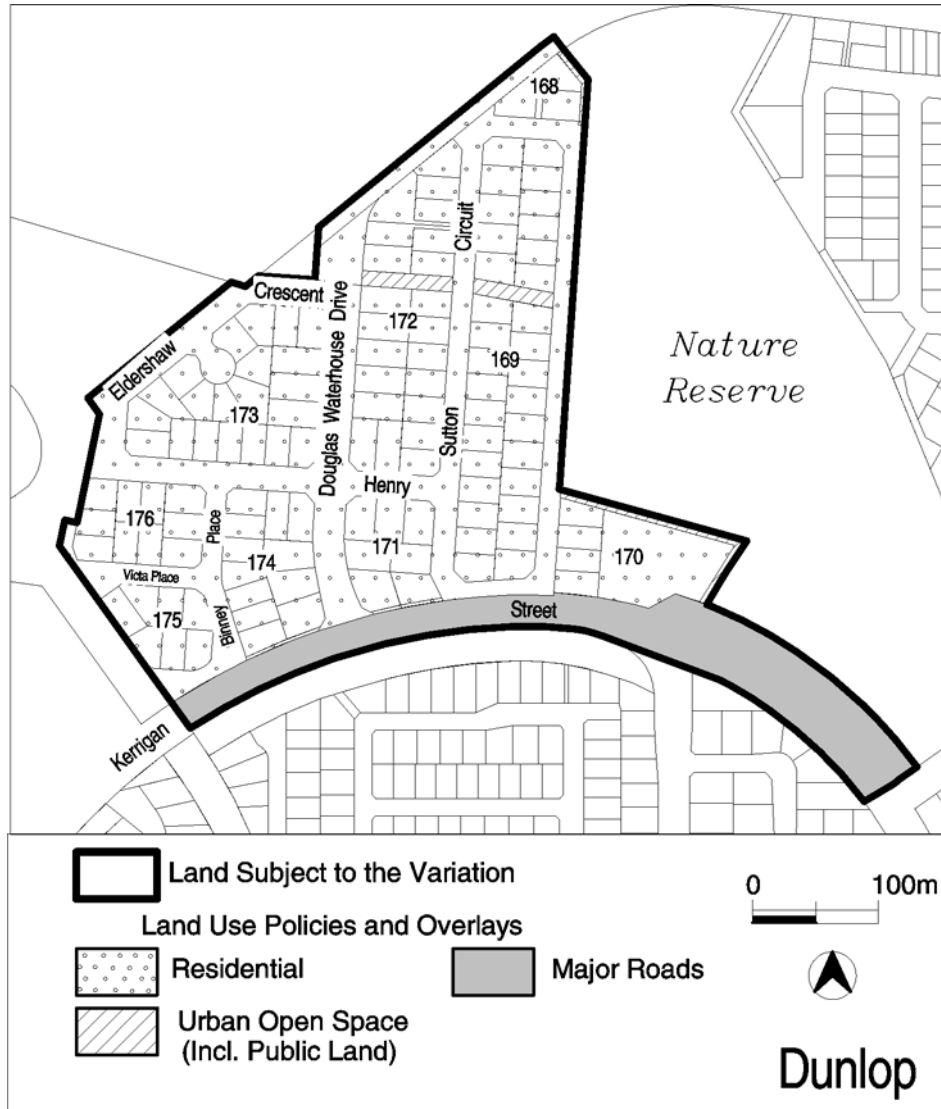 168
Circuit
Crescent
Drive
172
Nature
Reserve
169
Eldershaw
Waterhouse
173
Sutton
Douglas
Henry
176
Place
174
171
170
Victa Place
175
Binney
Street
Kerrigan
Land Subject to the Variation
0 100m
Land Use Policies and Overlays
Residential
Major Roads
Urban Open Space
(Incl. Public Land)
Dunlop